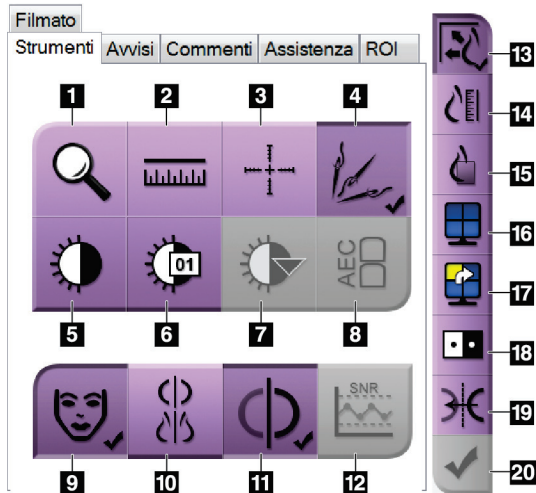 Filmato
Strumenti Avvisi Commenti Assistenza ROI
1 2 3 4
01
AEC
5 6 7 8
SNR
9 10 11 12
13
14
15
16
17
18
19
20